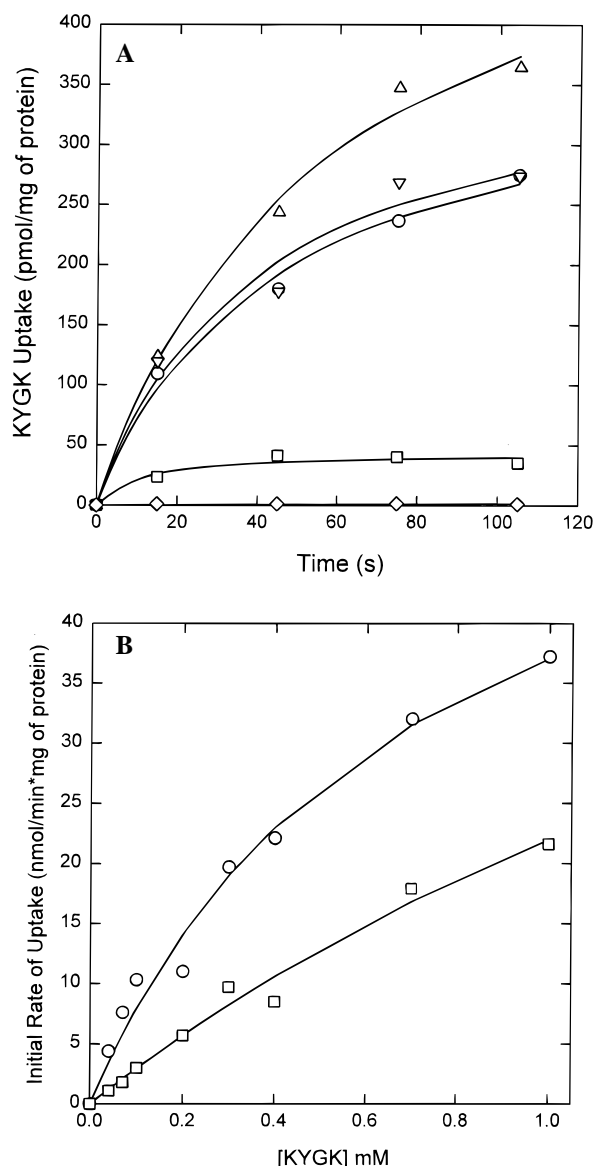 A
KYGK Uptake (pmol/mg of protein)
400
350
300
250
200
150
100
50
0
0 20 40 60 80 100 120
Time (s)
B
Initial Rate of Uptake (nmol/min*mg of protein)
40
35
30
25
20
15
10
5
0
0.0 0.2 0.4 0.6 0.8 1.0
[KYGK] mM